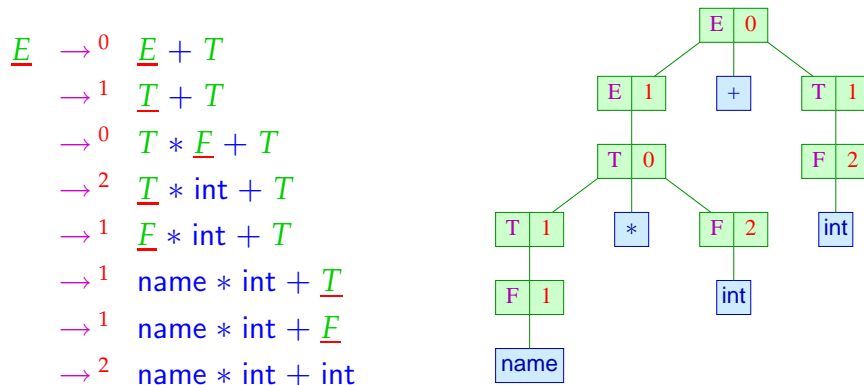 E →⁰ E + T
→¹ T + T
→⁰ T ∗ F + T
→² T ∗ int + T
→¹ F ∗ int + T
→¹ name ∗ int + T
→¹ name ∗ int + F
→² name ∗ int + int
E 0
E 1 + T 1
T 0 F 2
T 1 ∗ F 2 int
F 1 int
name